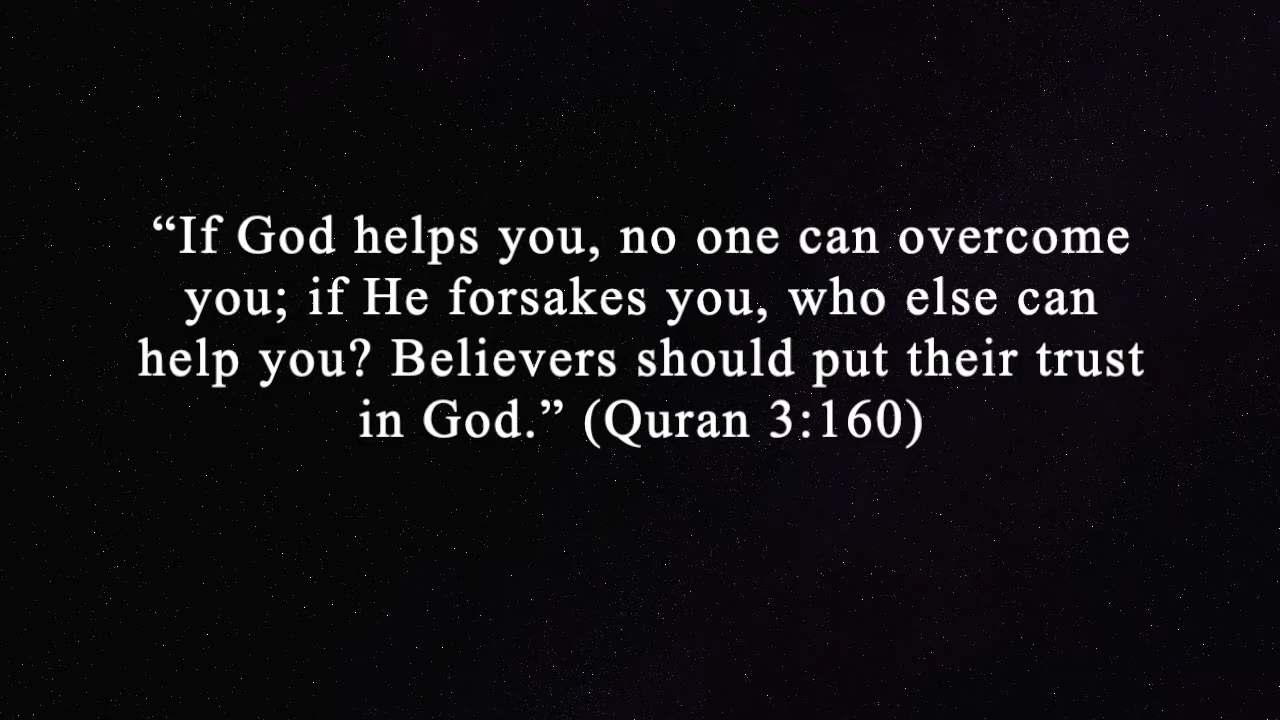 “If God helps you, no one can overcome
you; if He forsakes you, who else can
help you? Believers should put their trust
in God.” (Quran 3:160)